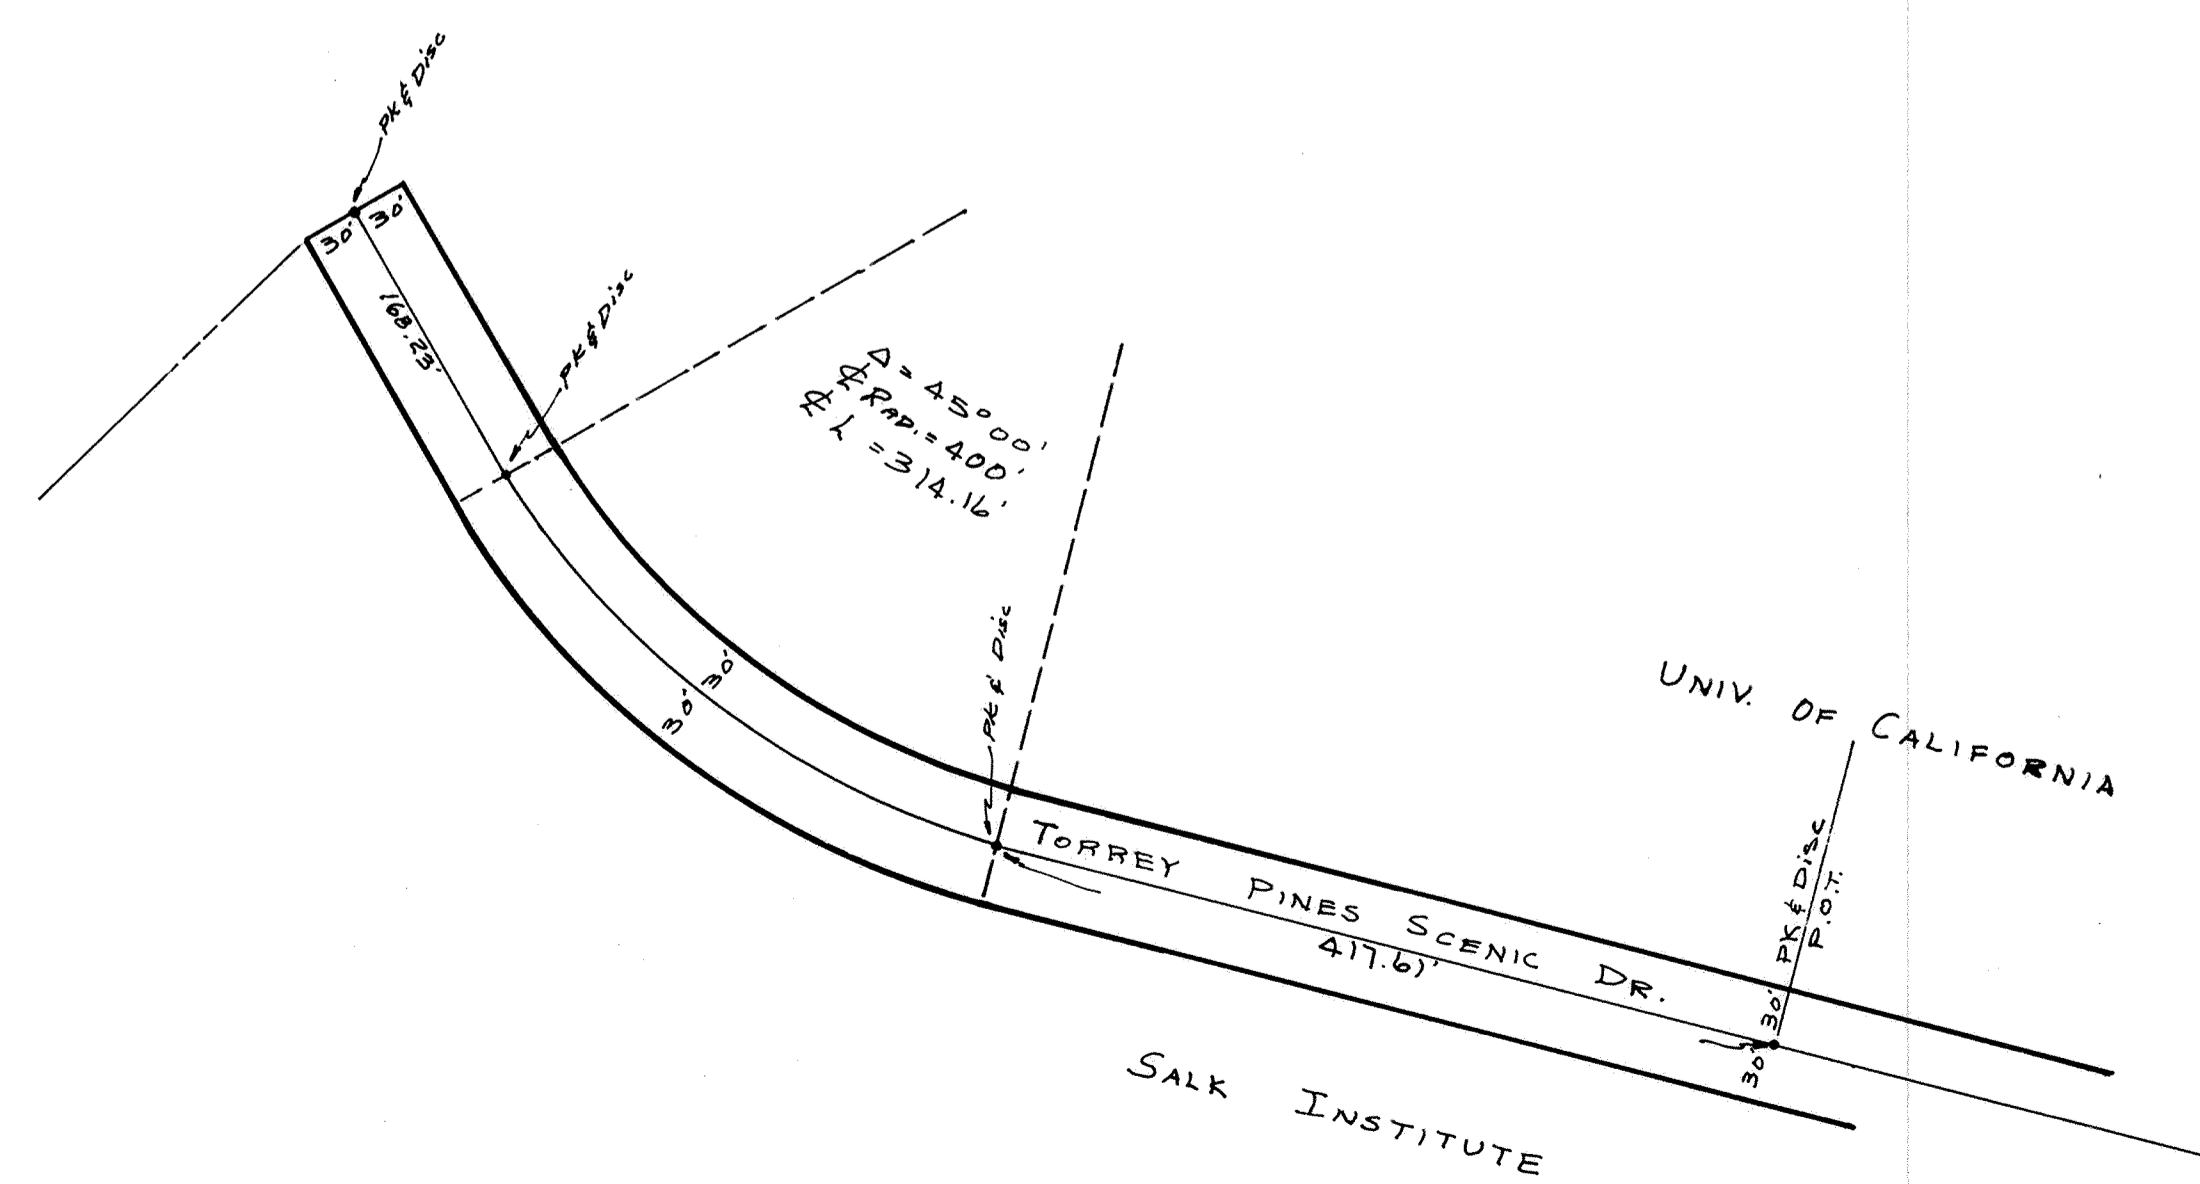 PK & Disc
30' 30'
168.23'
PK & Disc
Δ = 45° 00'
℄ RAD. = 400'
℄ L = 314.16'
30' 30'
PK & Disc
TORREY PINES SCENIC DR.
417.61'
UNIV. OF CALIFORNIA
PK & Disc
P.O.T.
30' 30'
SALK INSTITUTE